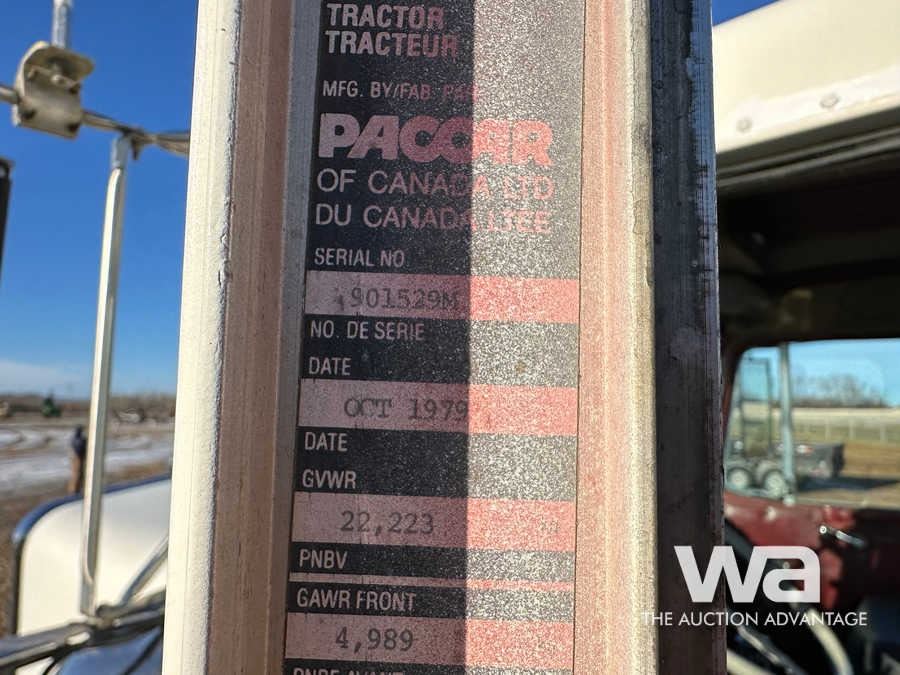 TRACTOR
TRACTEUR
MFG. BY/FAB. PAR
PACCAR
OF CANADA LTD
DU CANADA LTEE
SERIAL NO.
901529M
NO. DE SERIE
DATE
OCT 1979
DATE
GVWR
22,223
PNBV
GAWR FRONT
4,989
wa
THE AUCTION ADVANTAGE